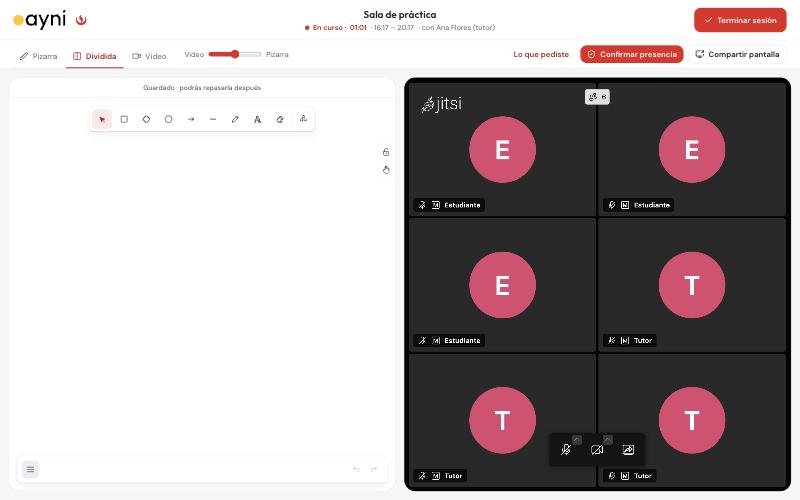 ayni
Sala de práctica
En curso · 01:01 · 16:17 – 20:17 · con Ana Flores (tutor)
Terminar sesión
Pizarra
Dividida
Video
Video
Pizarra
Lo que pediste
Confirmar presencia
Compartir pantalla
Guardado · podrás repasarla después
A
jitsi
6
E
M Estudiante
E
M Estudiante
E
M Estudiante
T
M Tutor
T
M Tutor
T
M Tutor